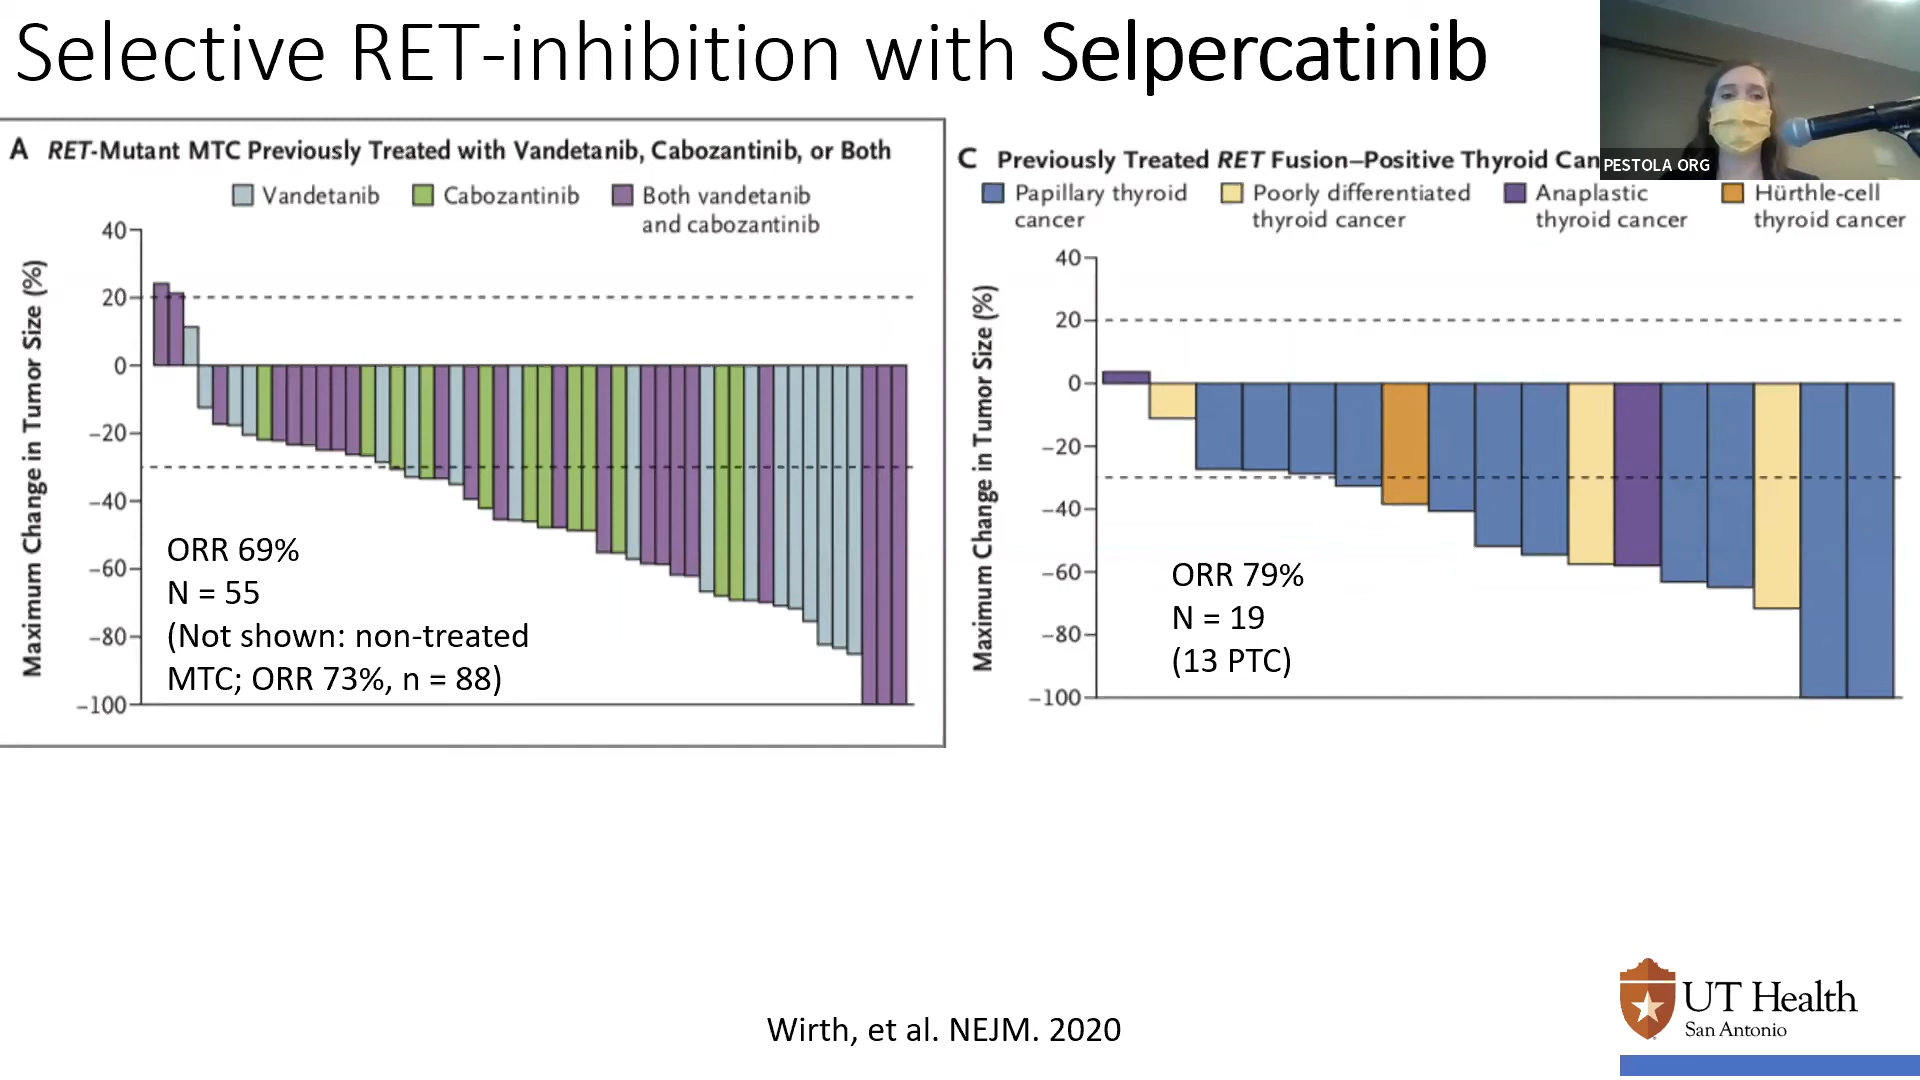 Selective RET-inhibition with Selpercatinib
PESTOLA ORG
A RET-Mutant MTC Previously Treated with Vandetanib, Cabozantinib, or Both
Vandetanib
Cabozantinib
Both vandetanib
and cabozantinib
Maximum Change in Tumor Size (%)
40
20
0
−20
−40
−60
−80
−100
ORR 69%
N = 55
(Not shown: non-treated
MTC; ORR 73%, n = 88)
C Previously Treated RET Fusion–Positive Thyroid Can
Papillary thyroid
cancer
Poorly differentiated
thyroid cancer
Anaplastic
thyroid cancer
Hürthle-cell
thyroid cancer
Maximum Change in Tumor Size (%)
40
20
0
−20
−40
−60
−80
−100
ORR 79%
N = 19
(13 PTC)
Wirth, et al. NEJM. 2020
UT Health
San Antonio